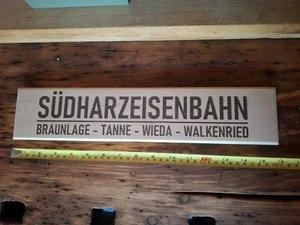 SÜDHARZEISENBAHN
BRAUNLAGE - TANNE - WIEDA - WALKENRIED